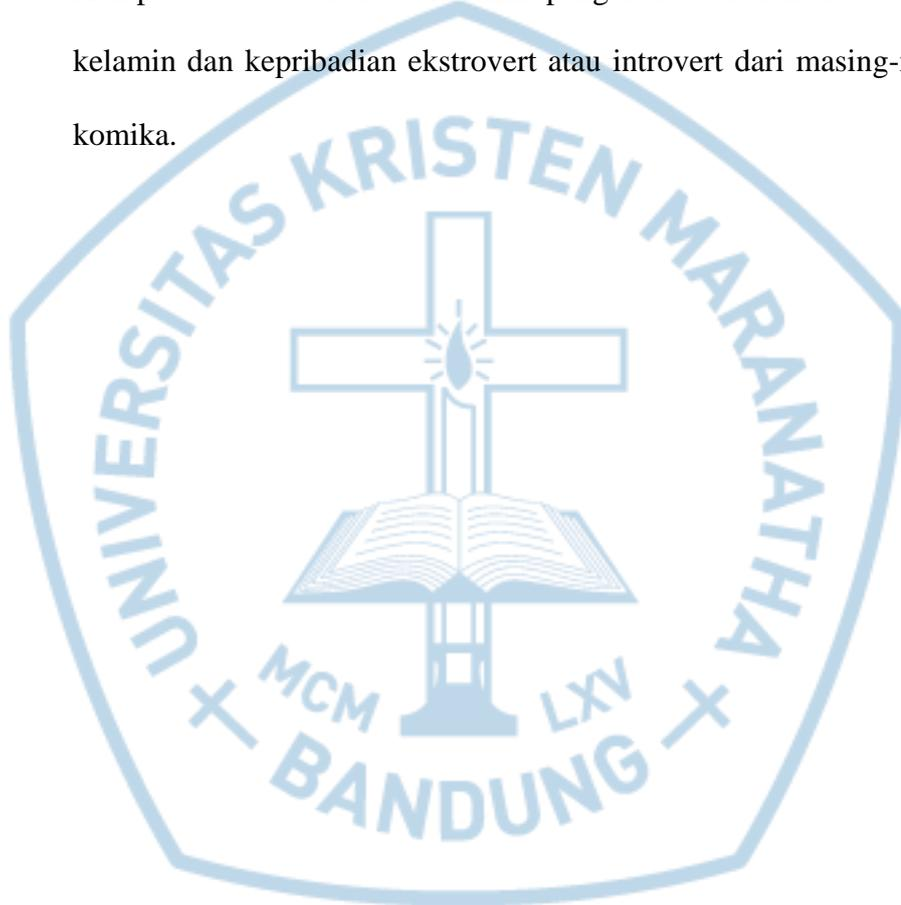 kelamin dan kepribadian ekstrovert atau introvert dari masing-
komika.
UNIVERSITAS KRISTEN MARANATHA
MCM LXV
BANDUNG